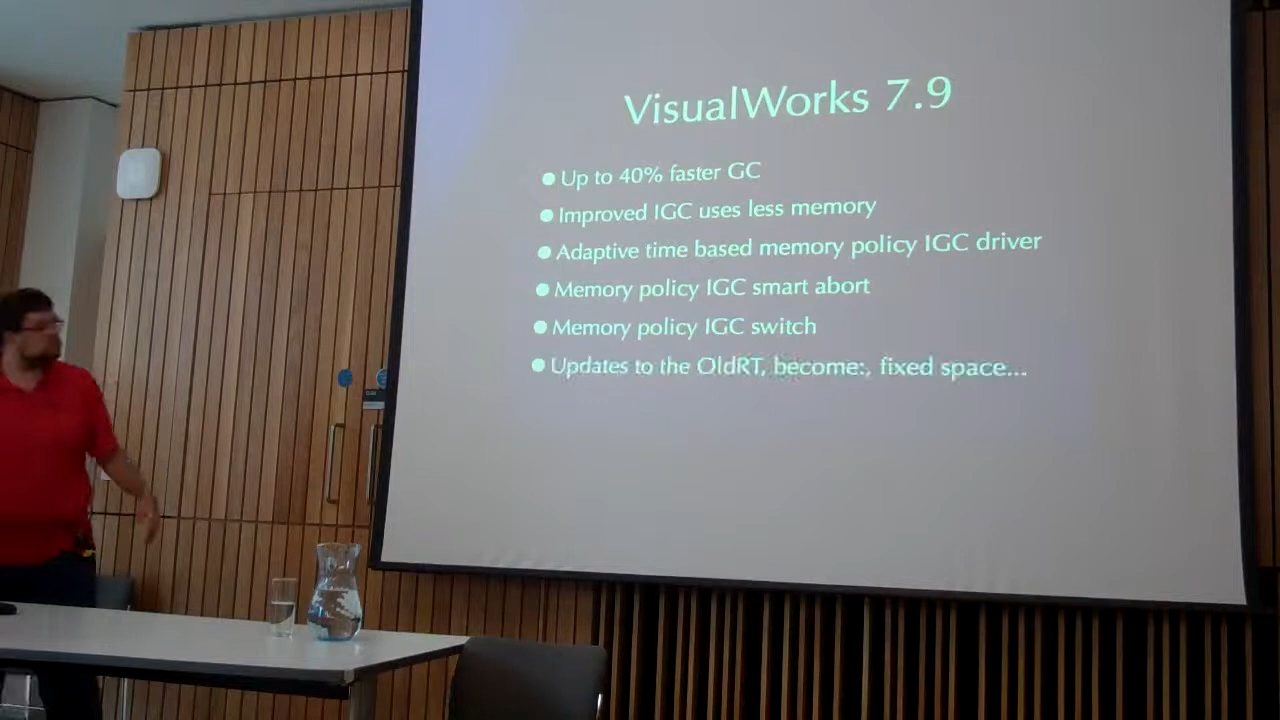 VisualWorks 7.9
● Up to 40% faster GC
● Improved IGC uses less memory
● Adaptive time based memory policy IGC driver
● Memory policy IGC smart abort
● Memory policy IGC switch
● Updates to the OldRT, become:, fixed space...